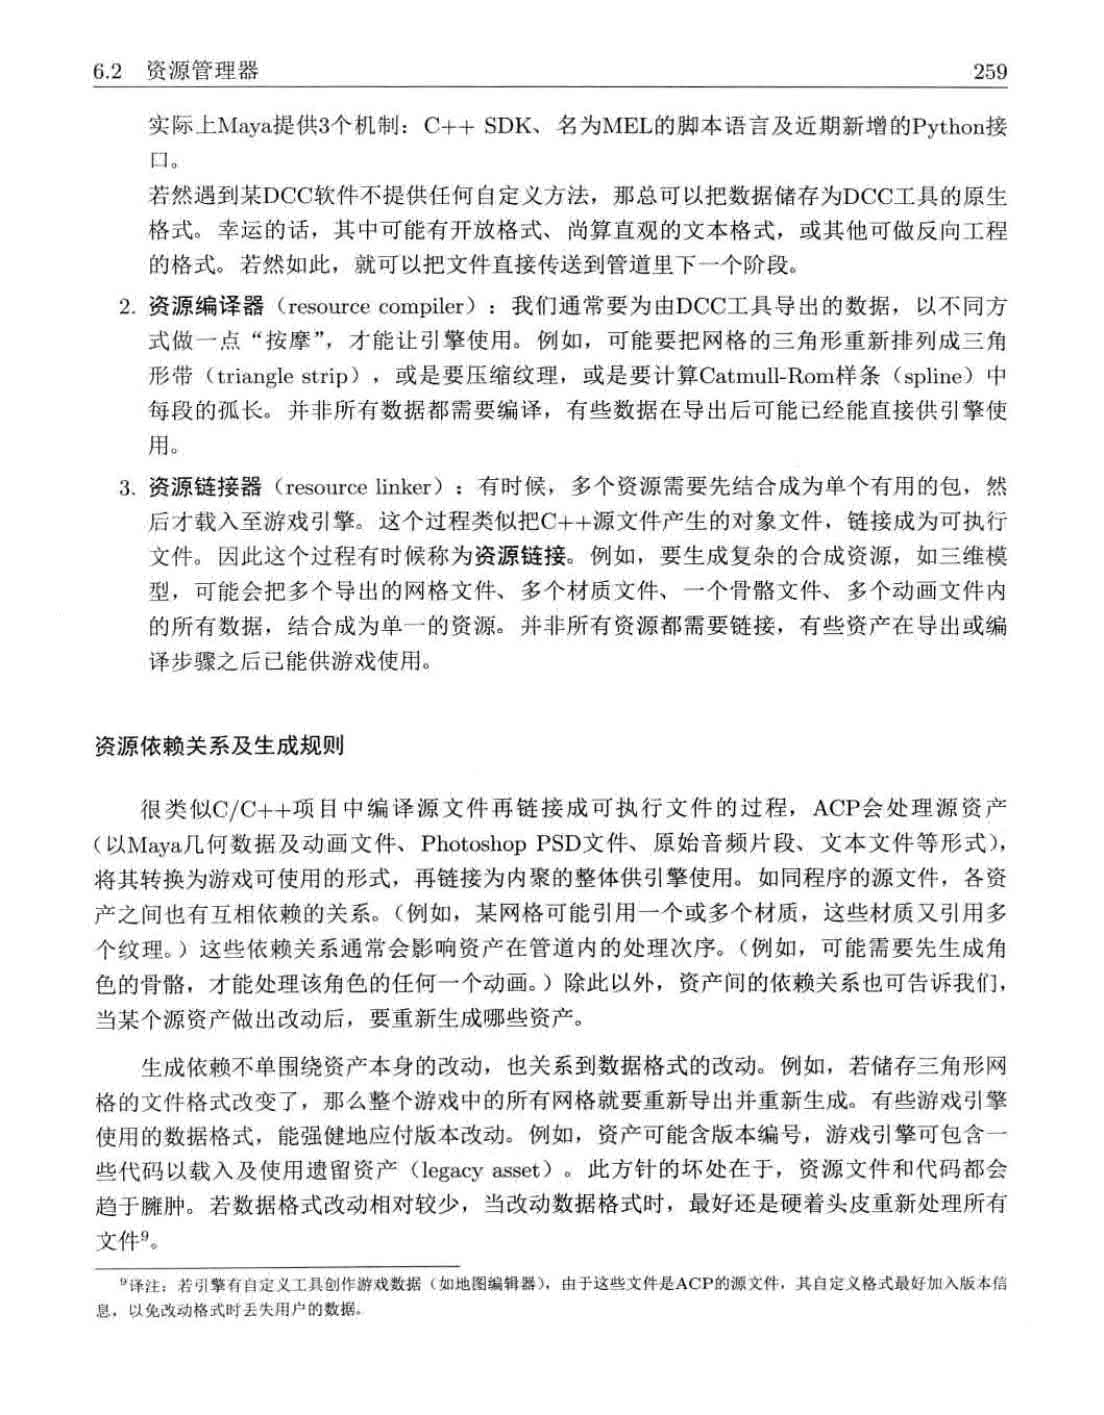 6.2 资源管理器 259
实际上Maya提供3个机制：C++ SDK、名为MEL的脚本语言及近期新增的Python接
口。
若然遇到某DCC软件不提供任何自定义方法，那总可以把数据储存为DCC工具的原生
格式。幸运的话，其中可能有开放格式、尚算直观的文本格式，或其他可做反向工程
的格式。若然如此，就可以把文件直接传送到管道里下一个阶段。
2. 资源编译器（resource compiler）：我们通常要为由DCC工具导出的数据，以不同方
式做一点“按摩”，才能让引擎使用。例如，可能要把网格的三角形重新排列成三角
形带（triangle strip），或是要压缩纹理，或是要计算Catmull-Rom样条（spline）中
每段的孤长。并非所有数据都需要编译，有些数据在导出后可能已经能直接供引擎使
用。
3. 资源链接器（resource linker）：有时候，多个资源需要先结合成为单个有用的包，然
后才载入至游戏引擎。这个过程类似把C++源文件产生的对象文件，链接成为可执行
文件。因此这个过程有时候称为资源链接。例如，要生成复杂的合成资源，如三维模
型，可能会把多个导出的网格文件、多个材质文件、一个骨骼文件、多个动画文件内
的所有数据，结合成为单一的资源。并非所有资源都需要链接，有些资产在导出或编
译步骤之后已能供游戏使用。
资源依赖关系及生成规则
很类似C/C++项目中编译源文件再链接成可执行文件的过程，ACP会处理源资产
（以Maya几何数据及动画文件、Photoshop PSD文件、原始音频片段、文本文件等形式），
将其转换为游戏可使用的形式，再链接为内聚的整体供引擎使用。如同程序的源文件，各资
产之间也有互相依赖的关系。（例如，某网格可能引用一个或多个材质，这些材质又引用多
个纹理。）这些依赖关系通常会影响资产在管道内的处理次序。（例如，可能需要先生成角
色的骨骼，才能处理该角色的任何一个动画。）除此以外，资产间的依赖关系也可告诉我们，
当某个源资产做出改动后，要重新生成哪些资产。
生成依赖不单围绕资产本身的改动，也关系到数据格式的改动。例如，若储存三角形网
格的文件格式改变了，那么整个游戏中的所有网格就要重新导出并重新生成。有些游戏引擎
使用的数据格式，能强健地应付版本改动。例如，资产可能含版本编号，游戏引擎可包含一
些代码以载入及使用遗留资产（legacy asset）。此方针的坏处在于，资源文件和代码都会
趋于臃肿。若数据格式改动相对较少，当改动数据格式时，最好还是硬着头皮重新处理所有
文件⁹。
⁹译注：若引擎有自定义工具创作游戏数据（如地图编辑器），由于这些文件是ACP的源文件，其自定义格式最好加入版本信
息，以免改动格式时丢失用户的数据。